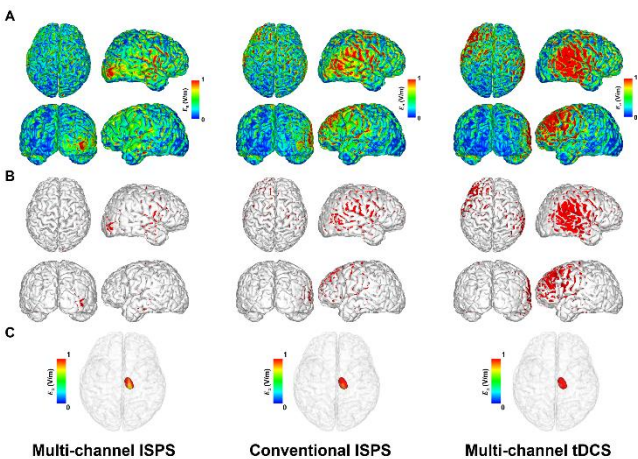 A
1
E (V/m)
0
1
E (V/m)
0
1
E (V/m)
0
B
C
1
E (V/m)
0
1
E (V/m)
0
1
E (V/m)
0
Multi-channel ISPS
Conventional ISPS
Multi-channel tDCS